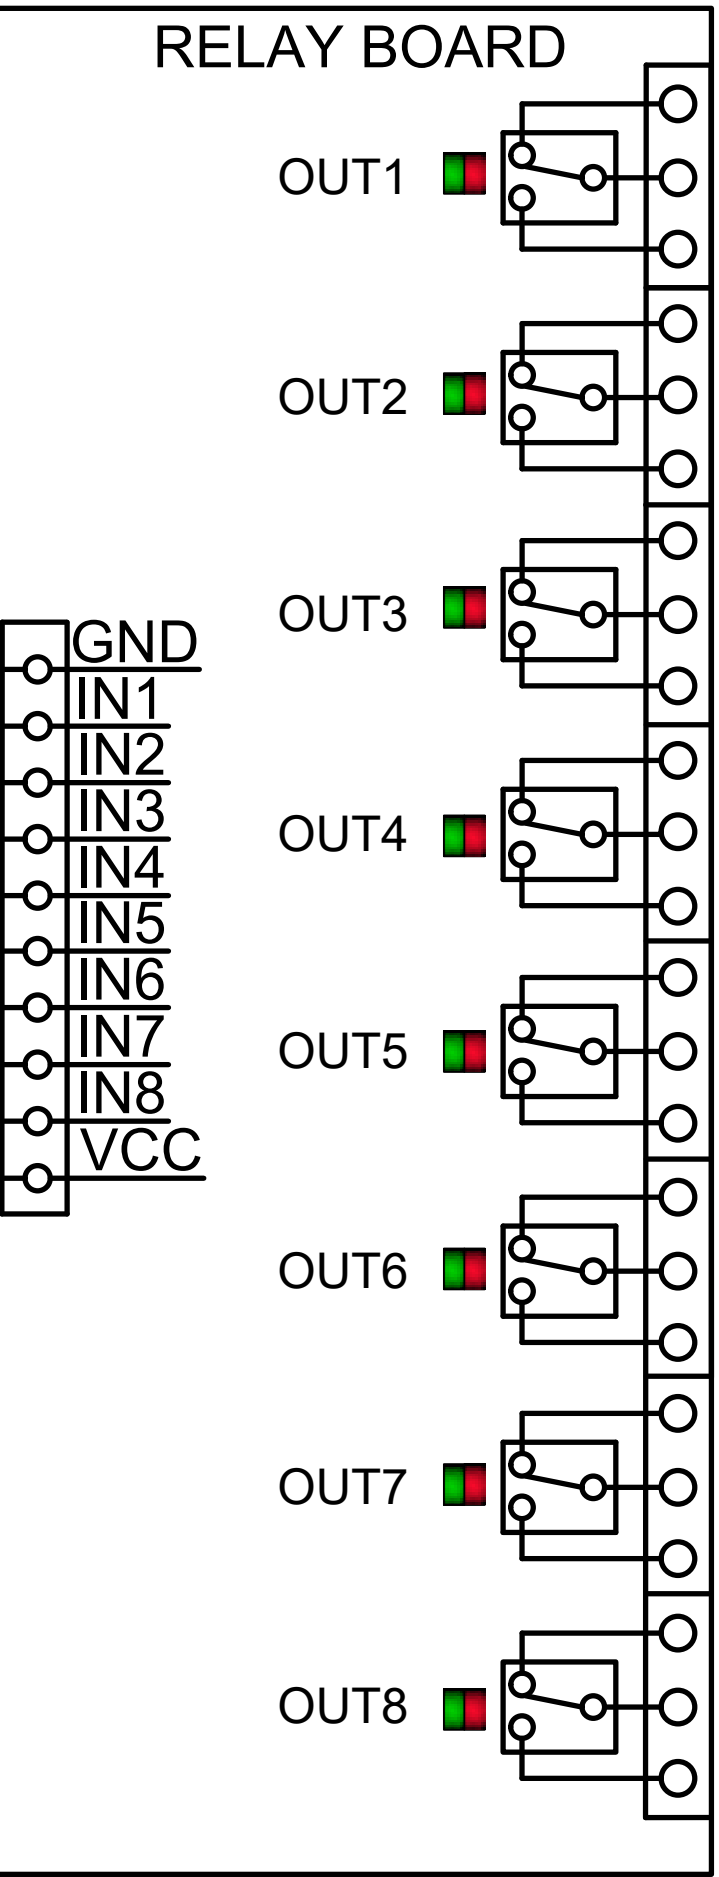 RELAY BOARD
OUT1
OUT2
OUT3
GND
IN1
IN2
IN3
IN4
IN5
IN6
IN7
IN8
VCC
OUT4
OUT5
OUT6
OUT7
OUT8